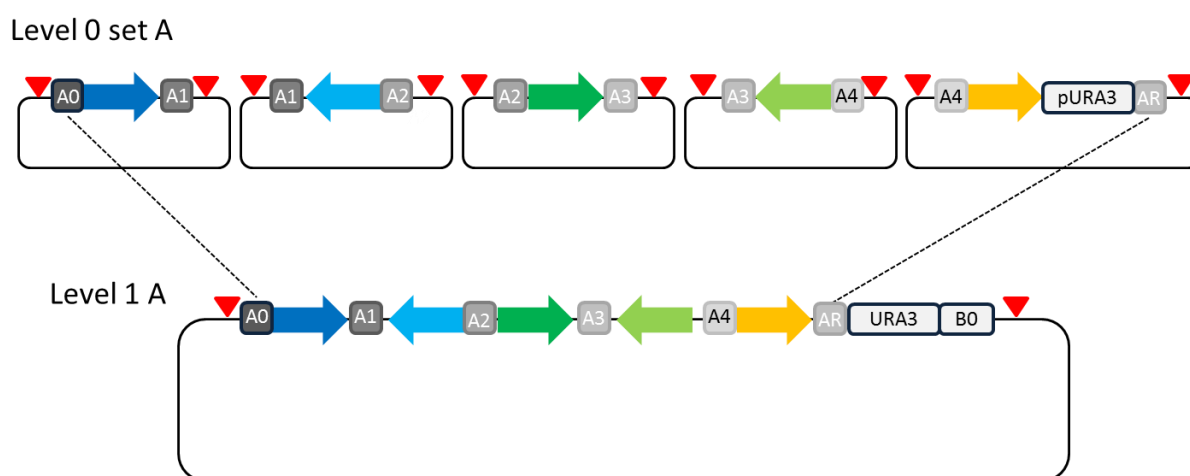 Level 0 set A
A0 A1 A1 A2 A2 A3 A3 A4 A4 pURA3 AR
Level 1 A
A0 A1 A2 A3 A4 AR URA3 B0